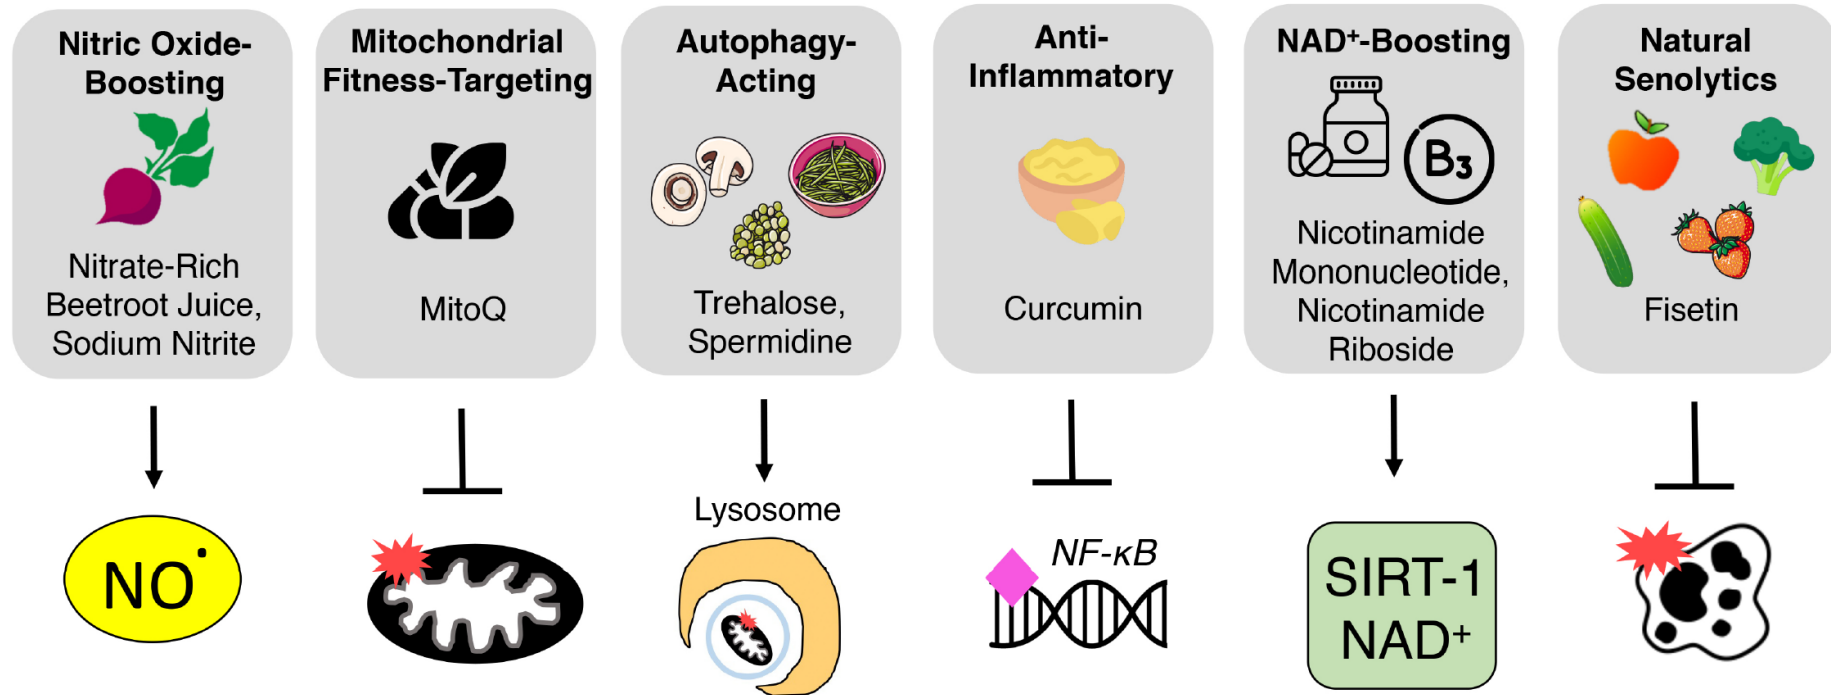 Nitric Oxide-
Boosting
Nitrate-Rich
Beetroot Juice,
Sodium Nitrite
NO•
Mitochondrial
Fitness-Targeting
MitoQ
Autophagy-
Acting
Trehalose,
Spermidine
Lysosome
Anti-
Inflammatory
Curcumin
NF-κB
NAD⁺-Boosting
B₃
Nicotinamide
Mononucleotide,
Nicotinamide
Riboside
SIRT-1
NAD⁺
Natural
Senolytics
Fisetin